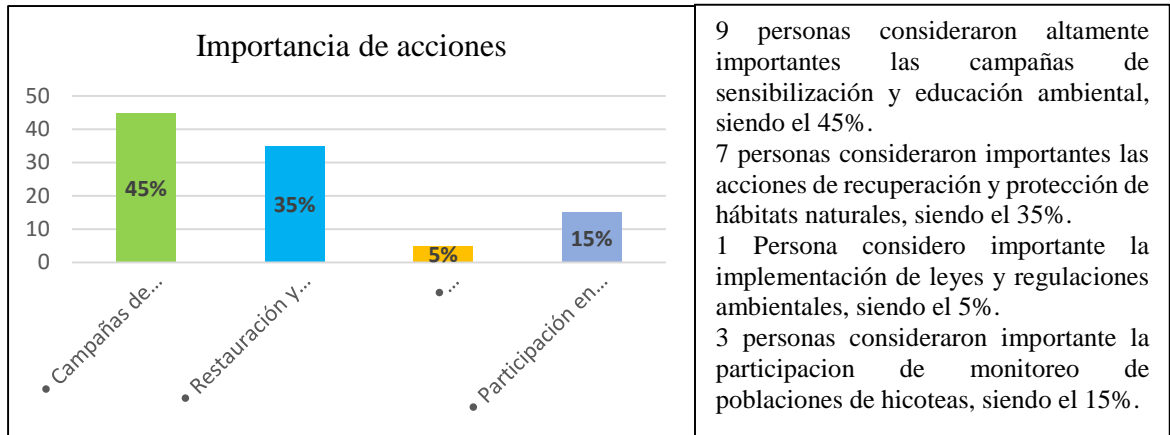 Importancia de acciones
50
40
30
20
10
0
45%
35%
5%
15%
• Campañas de...
• Restauración y...
• ...
• Participación en...
9 personas consideraron altamente
importantes las campañas de
sensibilización y educación ambiental,
siendo el 45%.
7 personas consideraron importantes las
acciones de recuperación y protección de
hábitats naturales, siendo el 35%.
1 Persona considero importante la
implementación de leyes y regulaciones
ambientales, siendo el 5%.
3 personas consideraron importante la
participacion de monitoreo de
poblaciones de hicoteas, siendo el 15%.